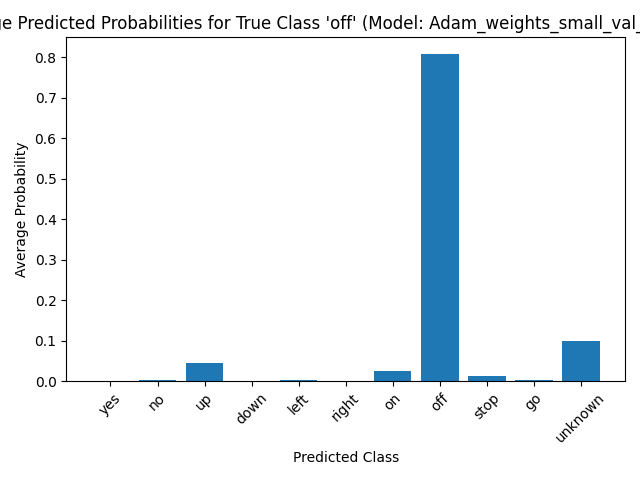 ge Predicted Probabilities for True Class 'off' (Model: Adam_weights_small_val_
Average Probability
0.8
0.7
0.6
0.5
0.4
0.3
0.2
0.1
0.0
yes no up down left right on off stop go unknown
Predicted Class